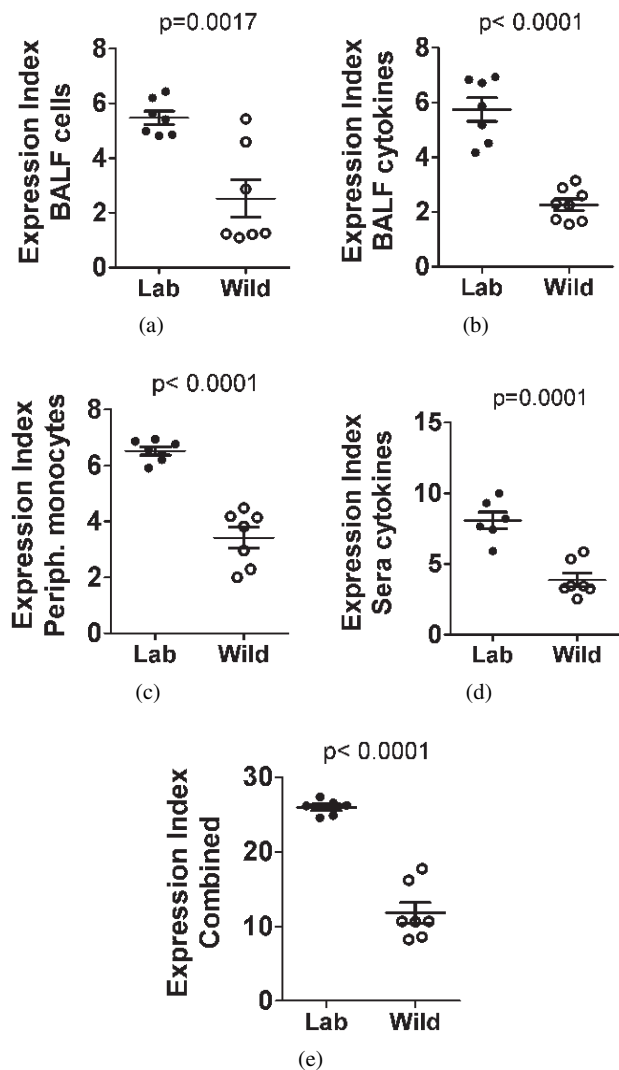 p=0.0017
Expression Index
BALF cells
8
6
4
2
0
Lab Wild
(a)
p< 0.0001
Expression Index
BALF cytokines
8
6
4
2
0
Lab Wild
(b)
p< 0.0001
Expression Index
Periph. monocytes
8
6
4
2
0
Lab Wild
(c)
p=0.0001
Expression Index
Sera cytokines
15
10
5
0
Lab Wild
(d)
p< 0.0001
Expression Index
Combined
30
20
10
0
Lab Wild
(e)